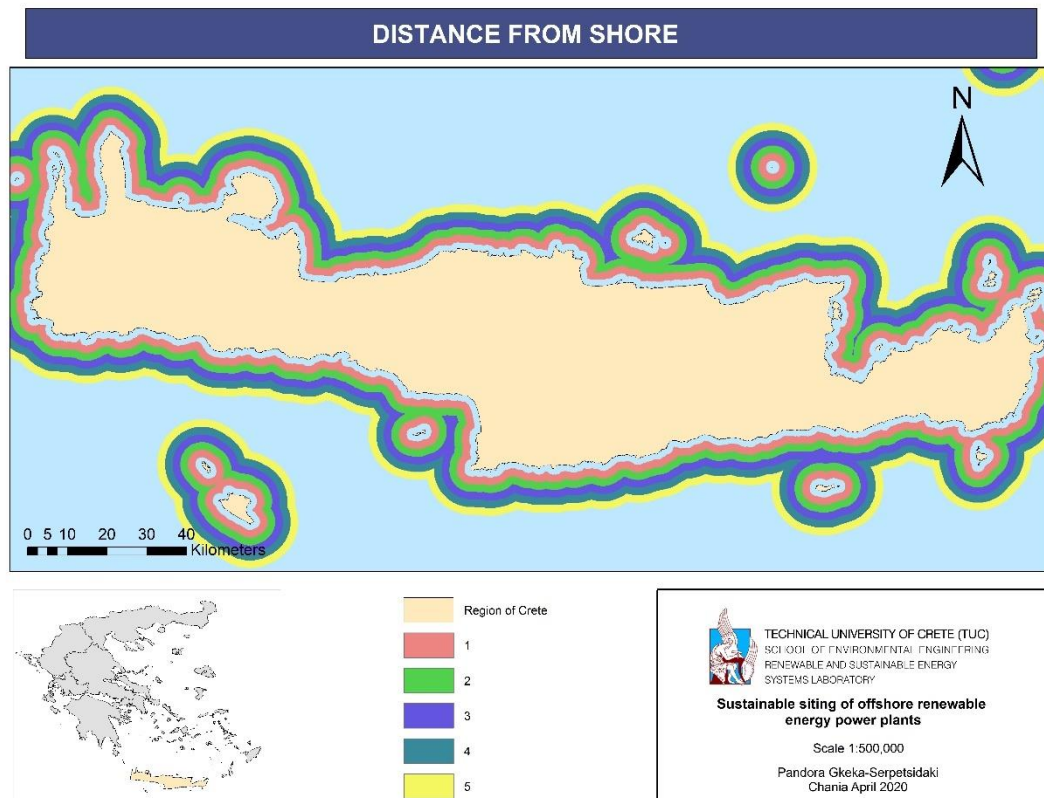 DISTANCE FROM SHORE
N
0 5 10 20 30 40
Kilometers
Region of Crete
1
2
3
4
5
TECHNICAL UNIVERSITY OF CRETE (TUC)
SCHOOL OF ENVIRONMENTAL ENGINEERING
RENEWABLE AND SUSTAINABLE ENERGY
SYSTEMS LABORATORY
Sustainable siting of offshore renewable
energy power plants
Scale 1:500,000
Pandora Gkeka-Serpetsidaki
Chania April 2020